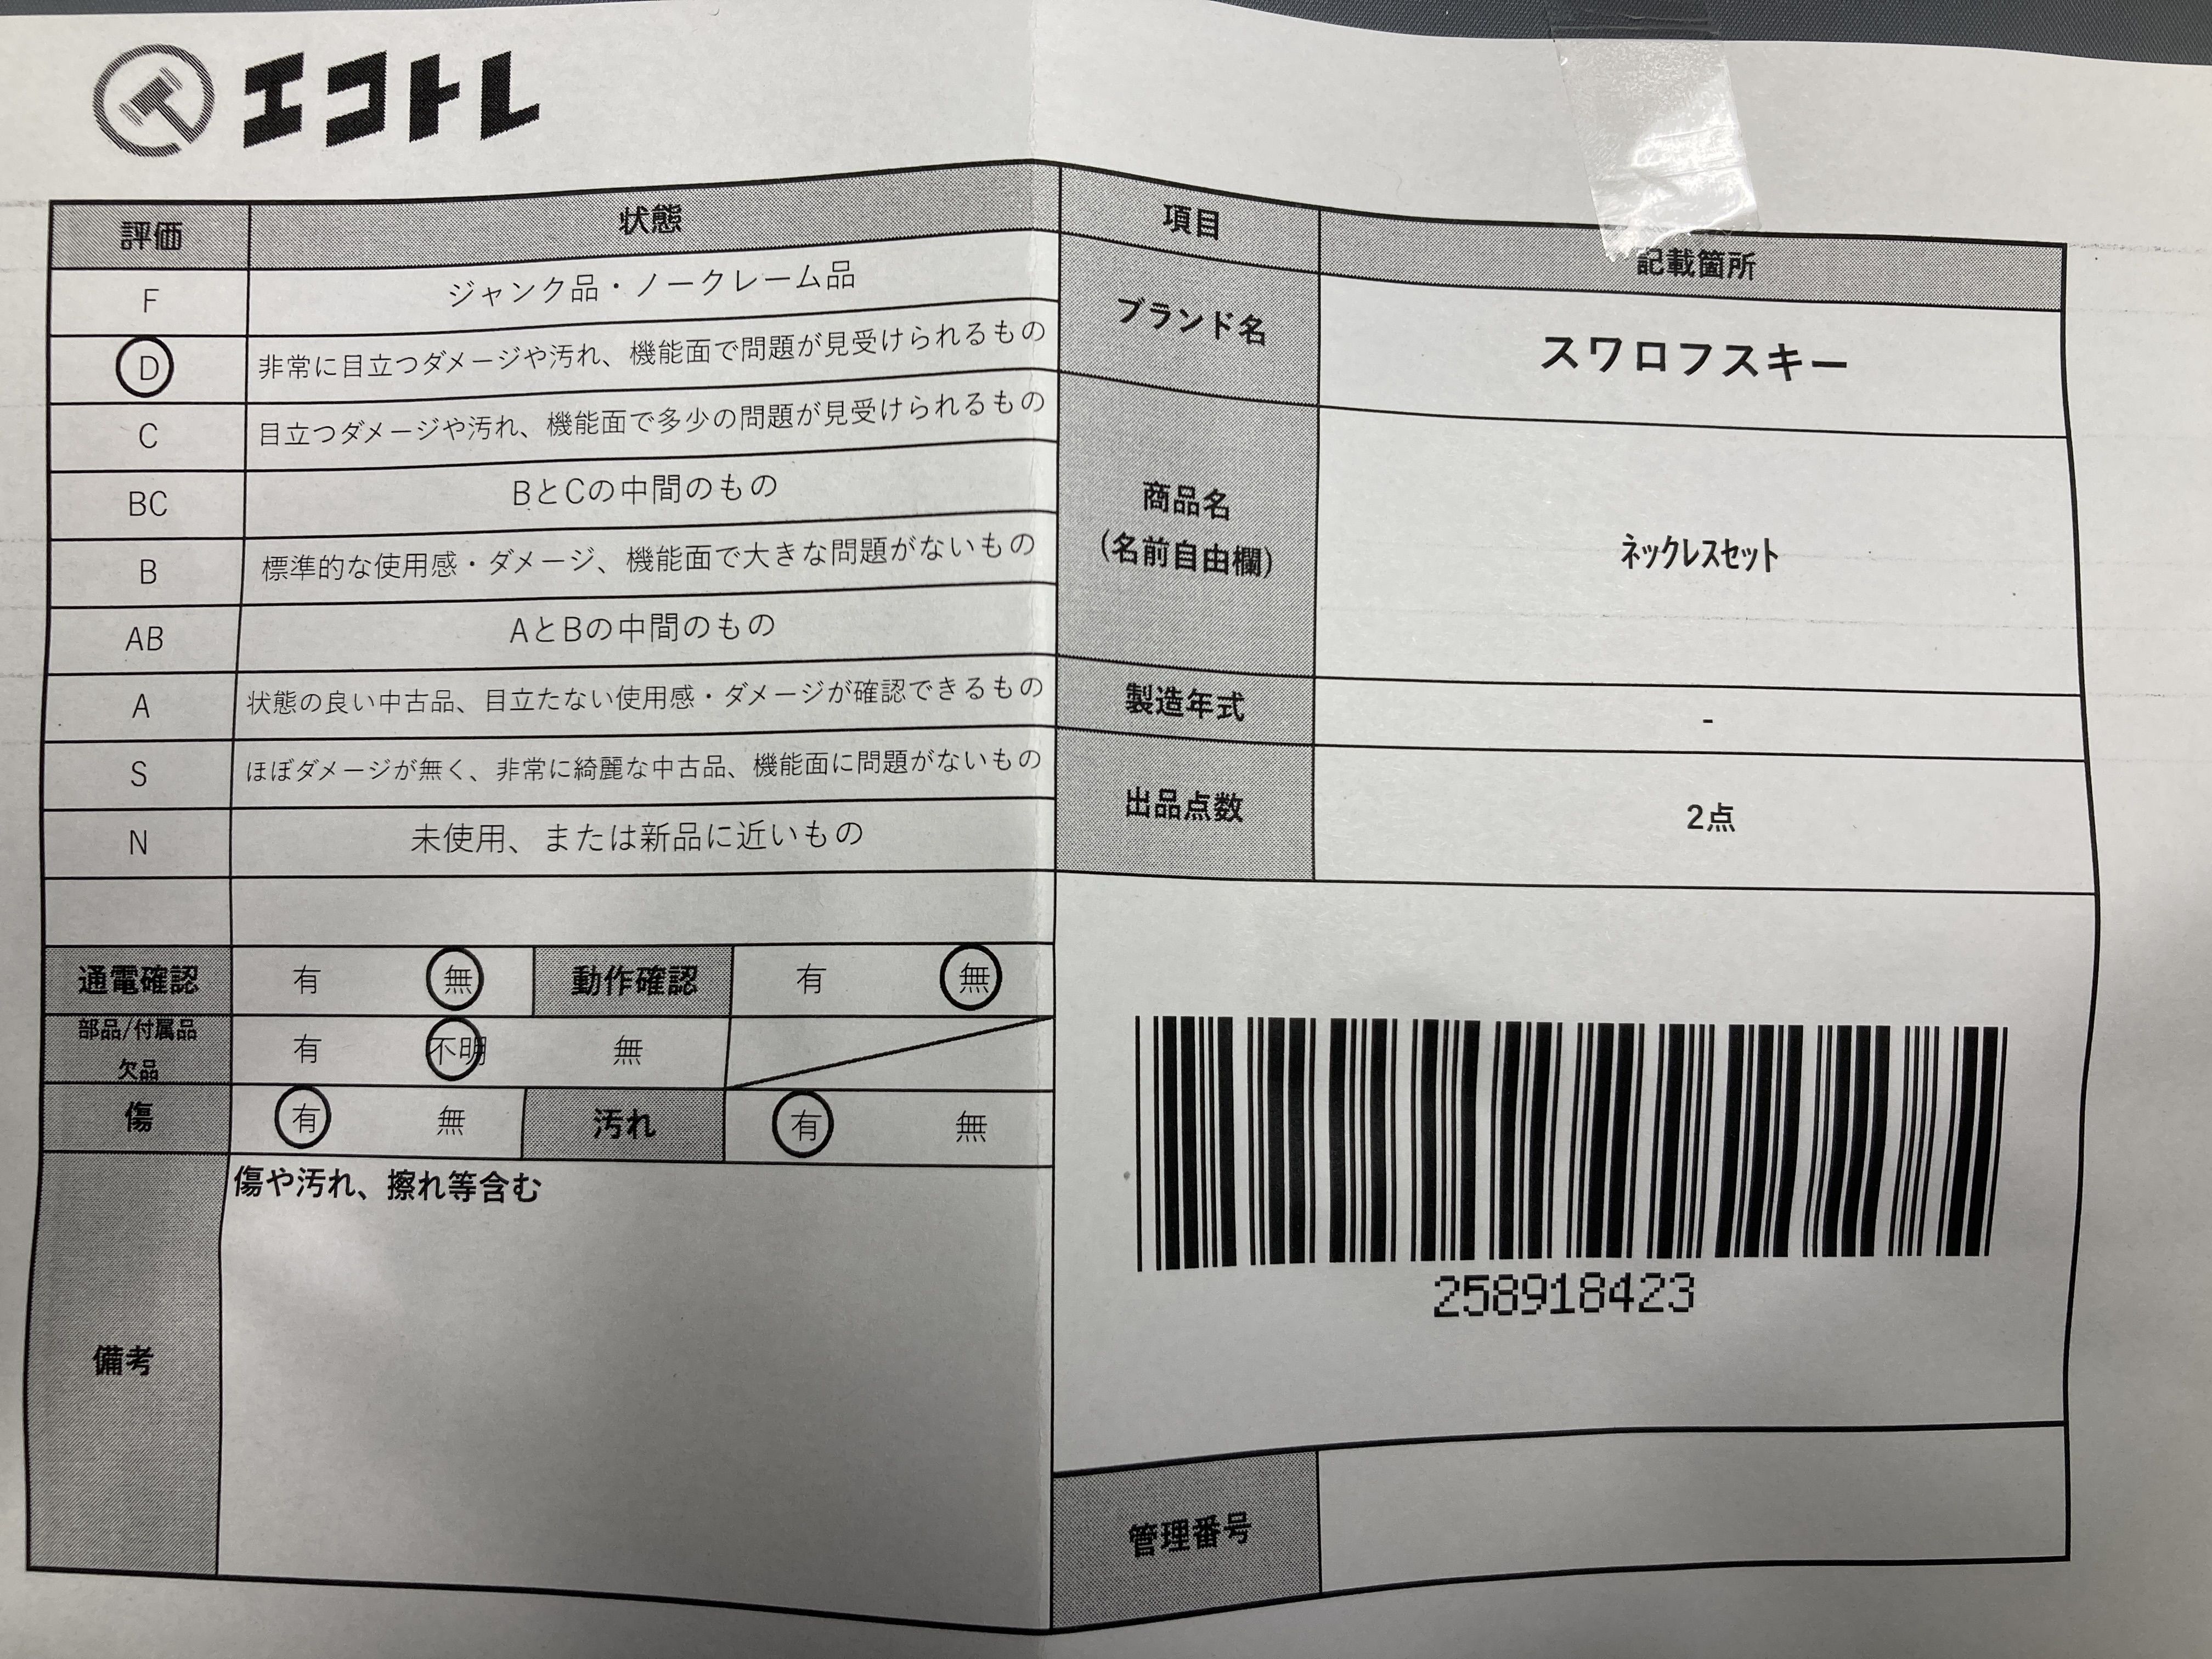 エコトレ
評価 状態
F ジャンク品・ノークレーム品
D 非常に目立つダメージや汚れ、機能面で問題が見受けられるもの
C 目立つダメージや汚れ、機能面で多少の問題が見受けられるもの
BC BとCの中間のもの
B 標準的な使用感・ダメージ、機能面で大きな問題がないもの
AB AとBの中間のもの
A 状態の良い中古品、目立たない使用感・ダメージが確認できるもの
S ほぼダメージが無く、非常に綺麗な中古品、機能面に問題がないもの
N 未使用、または新品に近いもの
通電確認 有 無 動作確認 有 無
部品/付属品
欠品
有 不明 無
傷 有 無 汚れ 有 無
備考
傷や汚れ、擦れ等含む
項目 記載箇所
ブランド名 スワロフスキー
商品名
(名前自由欄)
ネックレスセット
製造年式 -
出品点数 2点
258918423
管理番号